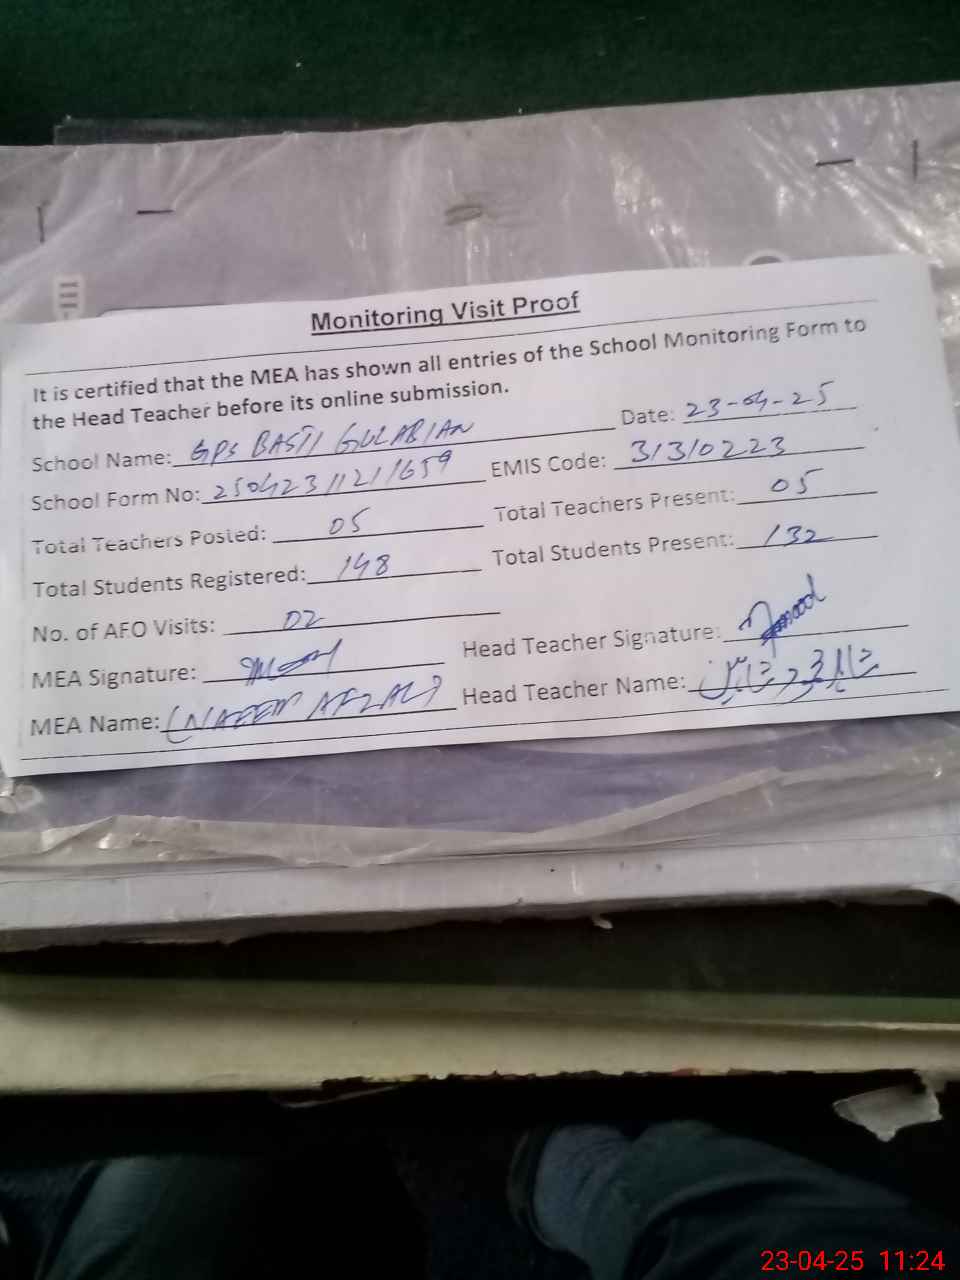 Monitoring Visit Proof
It is certified that the MEA has shown all entries of the School Monitoring Form to
the Head Teacher before its online submission.
School Name: GPS BASTI GULABIAN Date: 23-04-25
School Form No: 25042311211659 EMIS Code: 31310223
Total Teachers Posted: 05 Total Teachers Present: 05
Total Students Registered: 148 Total Students Present: 132
No. of AEO Visits: 02
MEA Signature: Head Teacher Signature:
MEA Name: (NAEEM AFZAL) Head Teacher Name:
23-04-25 11:24